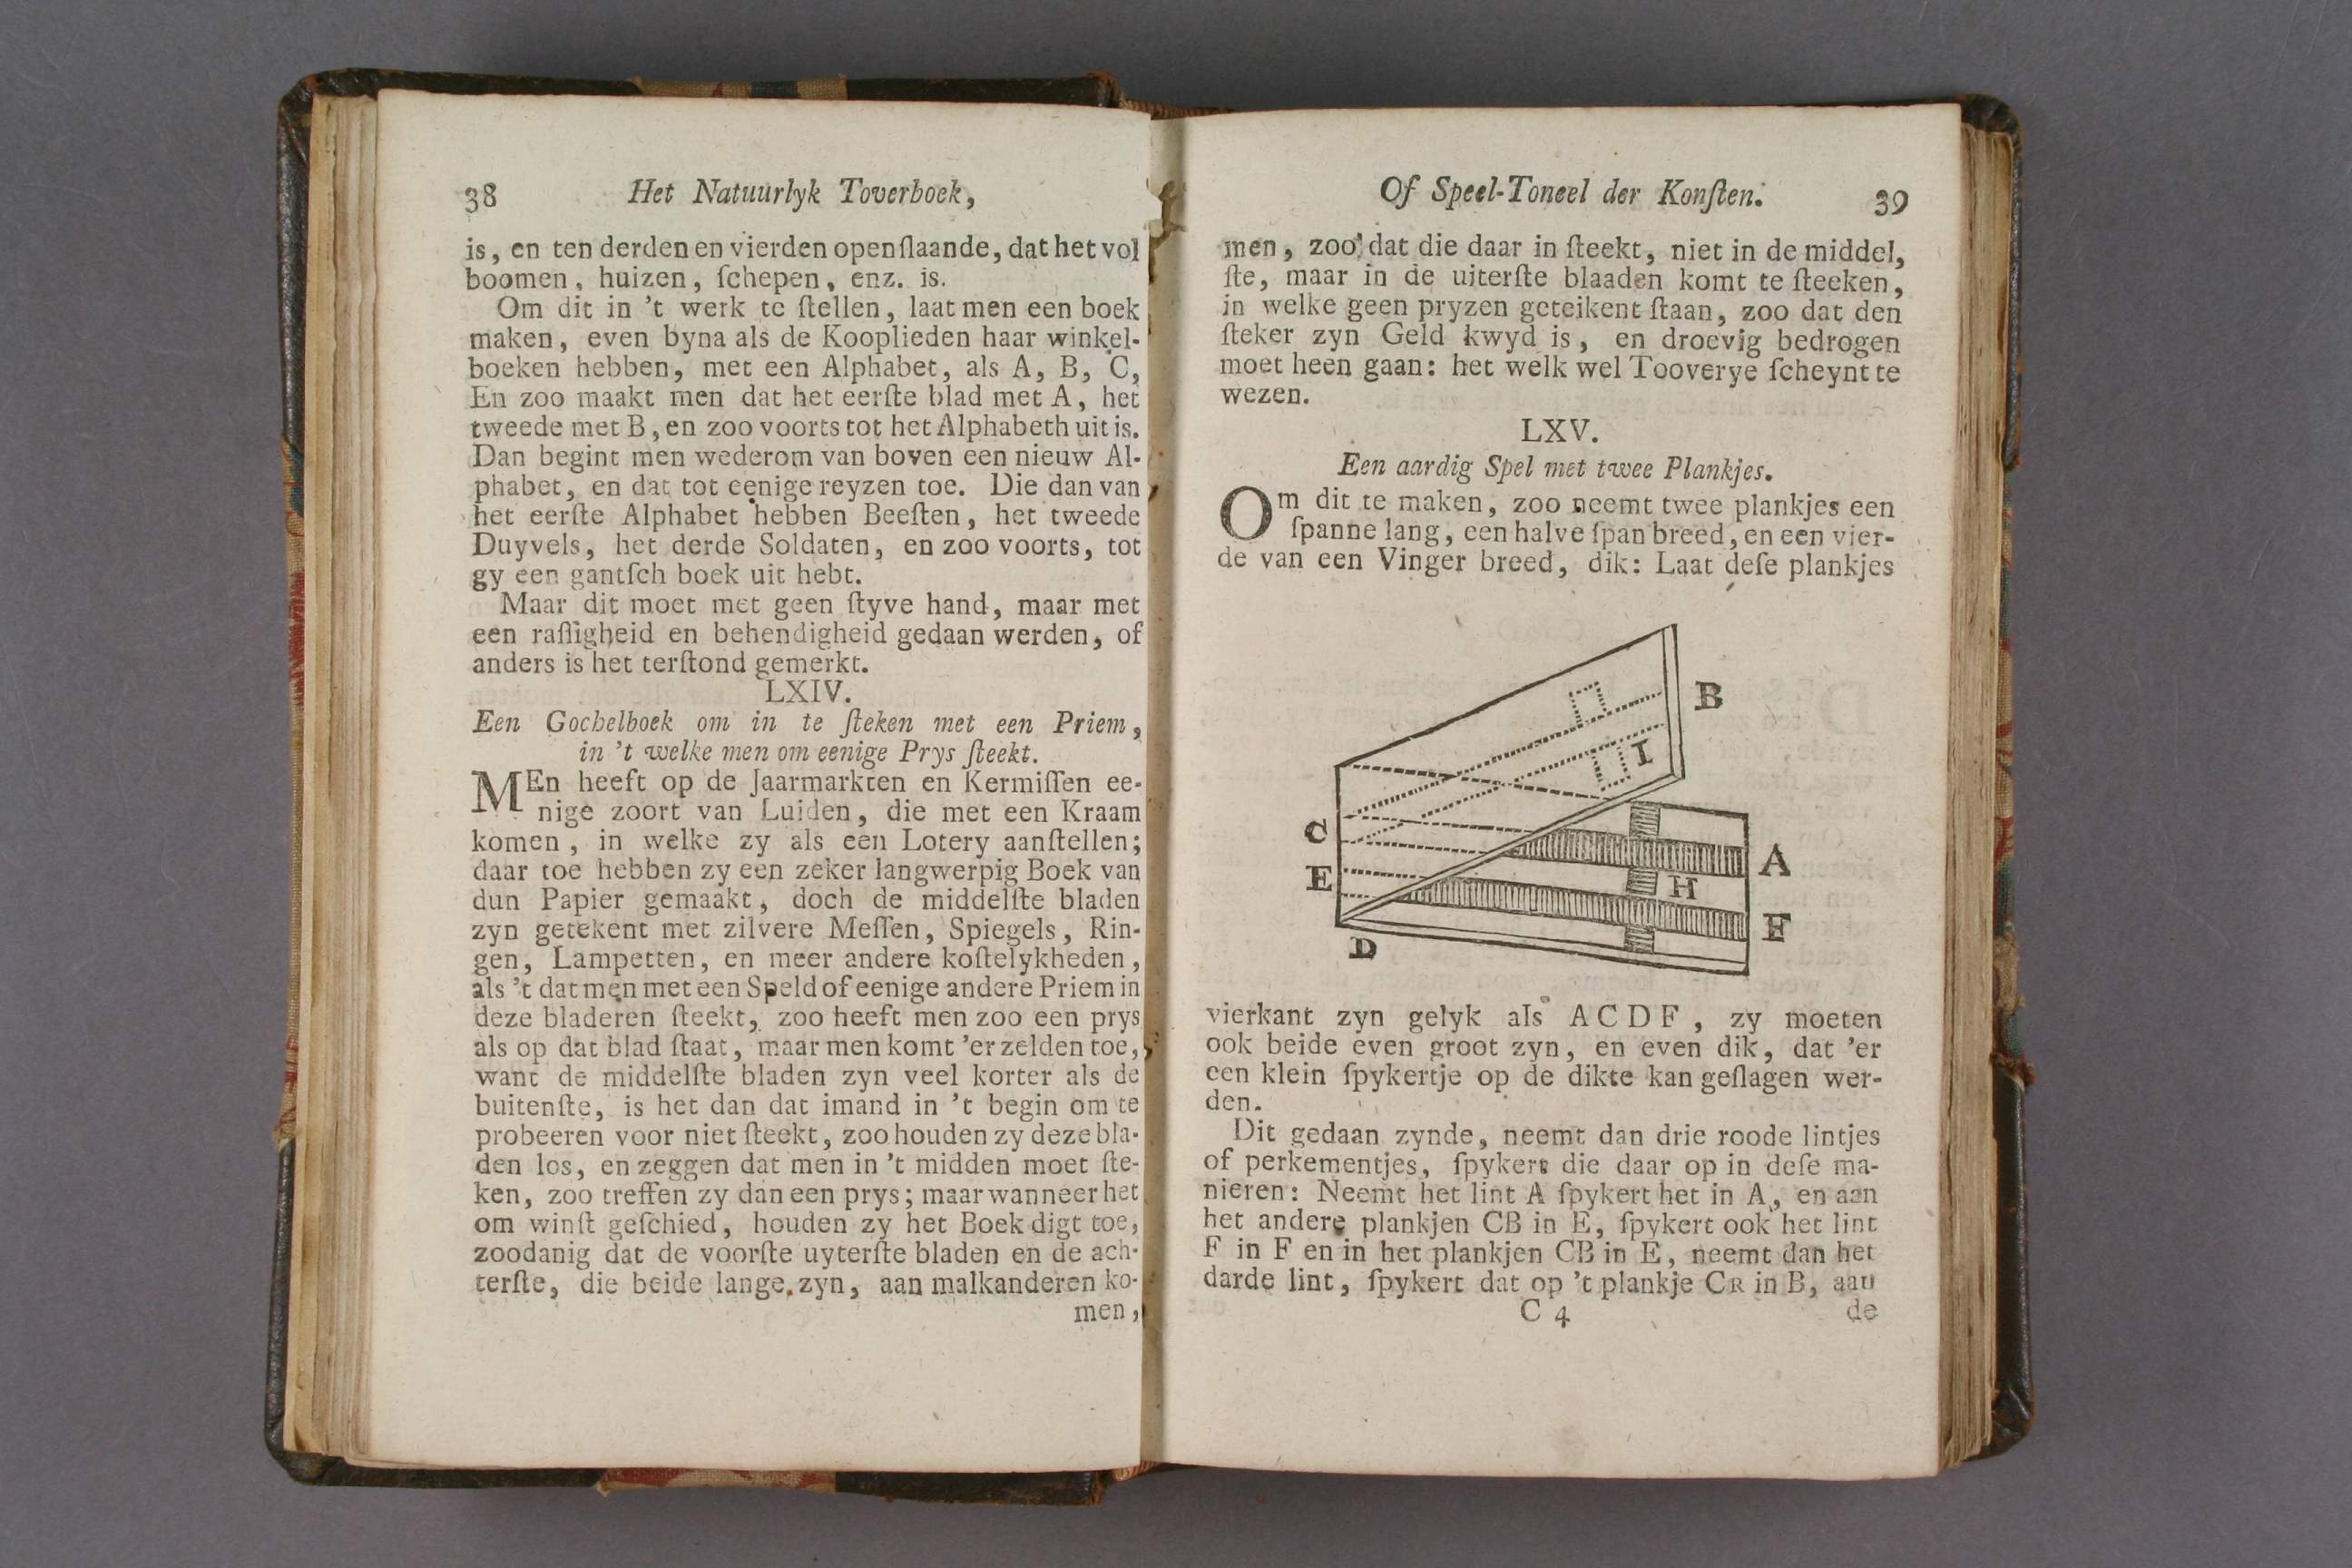 38 Het Natuurlyk Toverboek,
is, en ten derden en vierden openſlaande, dat het vol
boomen, huizen, ſchepen, enz. is.
Om dit in 't werk te ſtellen, laat men een boek
maken, even byna als de Kooplieden haar winkel-
boeken hebben, met een Alphabet, als A, B, C,
En zoo maakt men dat het eerſte blad met A, het
tweede met B, en zoo voorts tot het Alphabeth uit is.
Dan begint men wederom van boven een nieuw Al-
phabet, en dat tot eenige reyzen toe. Die dan van
het eerſte Alphabet hebben Beeſten, het tweede
Duyvels, het derde Soldaten, en zoo voorts, tot
gy een gantſch boek uit hebt.
Maar dit moet met geen ſtyve hand, maar met
een raſſigheid en behendigheid gedaan werden, of
anders is het terſtond gemerkt.
LXIV.
Een Gochelboek om in te ſteken met een Priem,
in 't welke men om eenige Prys ſteekt.
MEn heeft op de Jaarmarkten en Kermiſſen ee-
nige zoort van Luiden, die met een Kraam
komen, in welke zy als een Lotery aanſtellen;
daar toe hebben zy een zeker langwerpig Boek van
dun Papier gemaakt, doch de middelſte bladen
zyn getekent met zilvere Meſſen, Spiegels, Rin-
gen, Lampetten, en meer andere koſtelykheden,
als 't dat men met een Speld of eenige andere Priem in
deze bladeren ſteekt, zoo heeft men zoo een prys
als op dat blad ſtaat, maar men komt 'er zelden toe,
want de middelſte bladen zyn veel korter als de
buitenſte, is het dan dat imand in 't begin om te
probeeren voor niet ſteekt, zoo houden zy deze bla-
den los, en zeggen dat men in 't midden moet ſte-
ken, zoo treffen zy dan een prys; maar wanneer het
om winſt geſchied, houden zy het Boek digt toe,
zoodanig dat de voorſte uyterſte bladen en de ach-
terſte, die beide lange zyn, aan malkanderen ko-
men,
Of Speel-Toneel der Konſten. 39
men, zoo dat die daar in ſteekt, niet in de middel,
ſte, maar in de uiterſte blaaden komt te ſteeken,
in welke geen pryzen geteikent ſtaan, zoo dat den
ſteker zyn Geld kwyd is, en droevig bedrogen
moet heen gaan: het welk wel Tooverye ſcheynt te
wezen.
LXV.
Een aardig Spel met twee Plankjes.
Om dit te maken, zoo neemt twee plankjes een
ſpanne lang, een halve ſpan breed, en een vier-
de van een Vinger breed, dik: Laat deſe plankjes
B
I
C
A
E
H
F
D
vierkant zyn gelyk als A C D F, zy moeten
ook beide even groot zyn, en even dik, dat 'er
een klein ſpykertje op de dikte kan geſlagen wer-
den.
Dit gedaan zynde, neemt dan drie roode lintjes
of perkementjes, ſpykert die daar op in deſe ma-
nieren: Neemt het lint A ſpykert het in A, en aan
het andere plankjen CB in E, ſpykert ook het lint
F in F en in het plankjen CB in E, neemt dan het
darde lint, ſpykert dat op 't plankje CR in B, aan
C 4 de